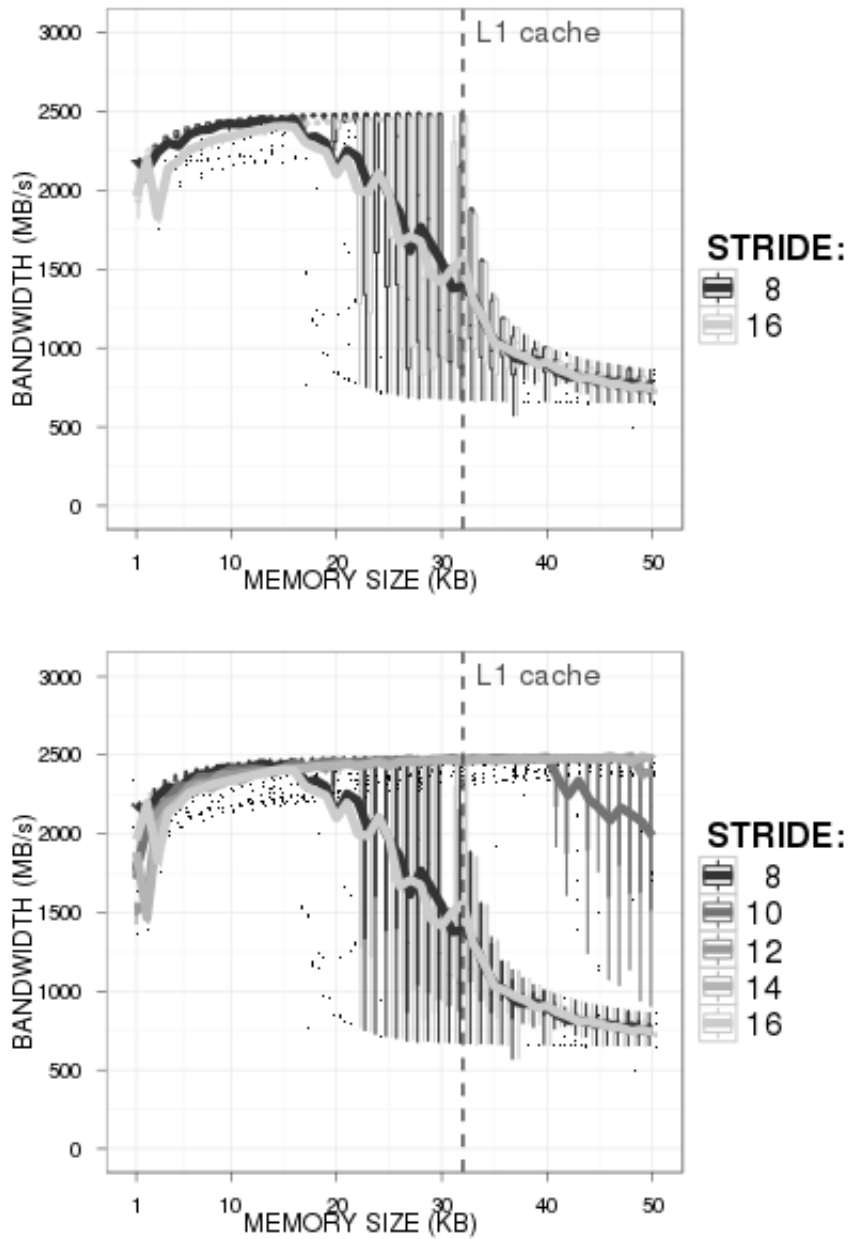 L1 cache
3000
2500
2000
1500
1000
500
0
BANDWIDTH (MB/s)
1 10 20 30 40 50
MEMORY SIZE (KB)
STRIDE:
8
16
L1 cache
3000
2500
2000
1500
1000
500
0
BANDWIDTH (MB/s)
1 10 20 30 40 50
MEMORY SIZE (KB)
STRIDE:
8
10
12
14
16